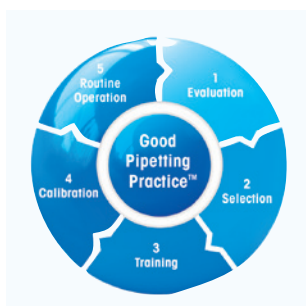 Good
Pipetting
Practice™
1
Evaluation
2
Selection
3
Training
4
Calibration
5
Routine
Operation